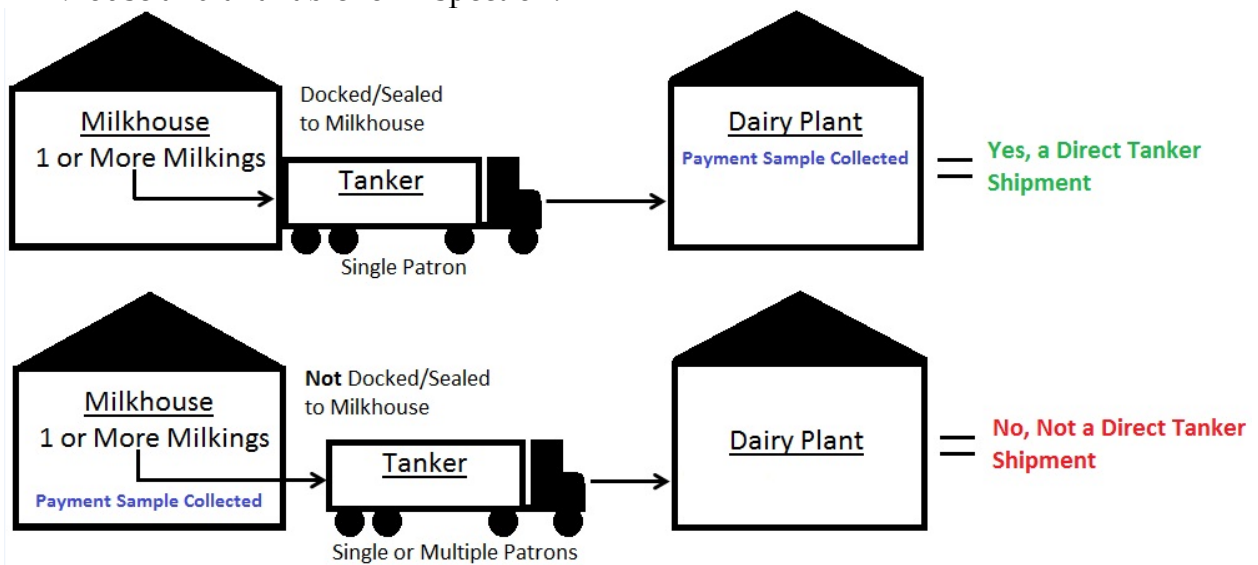 inspection.
Docked/Sealed
to Milkhouse
Milkhouse
1 or More Milkings
Tanker
Single Patron
Dairy Plant
Payment Sample Collected
Yes, a Direct Tanker
Shipment
Not Docked/Sealed
to Milkhouse
Milkhouse
1 or More Milkings
Payment Sample Collected
Tanker
Single or Multiple Patrons
Dairy Plant
No, Not a Direct Tanker
Shipment